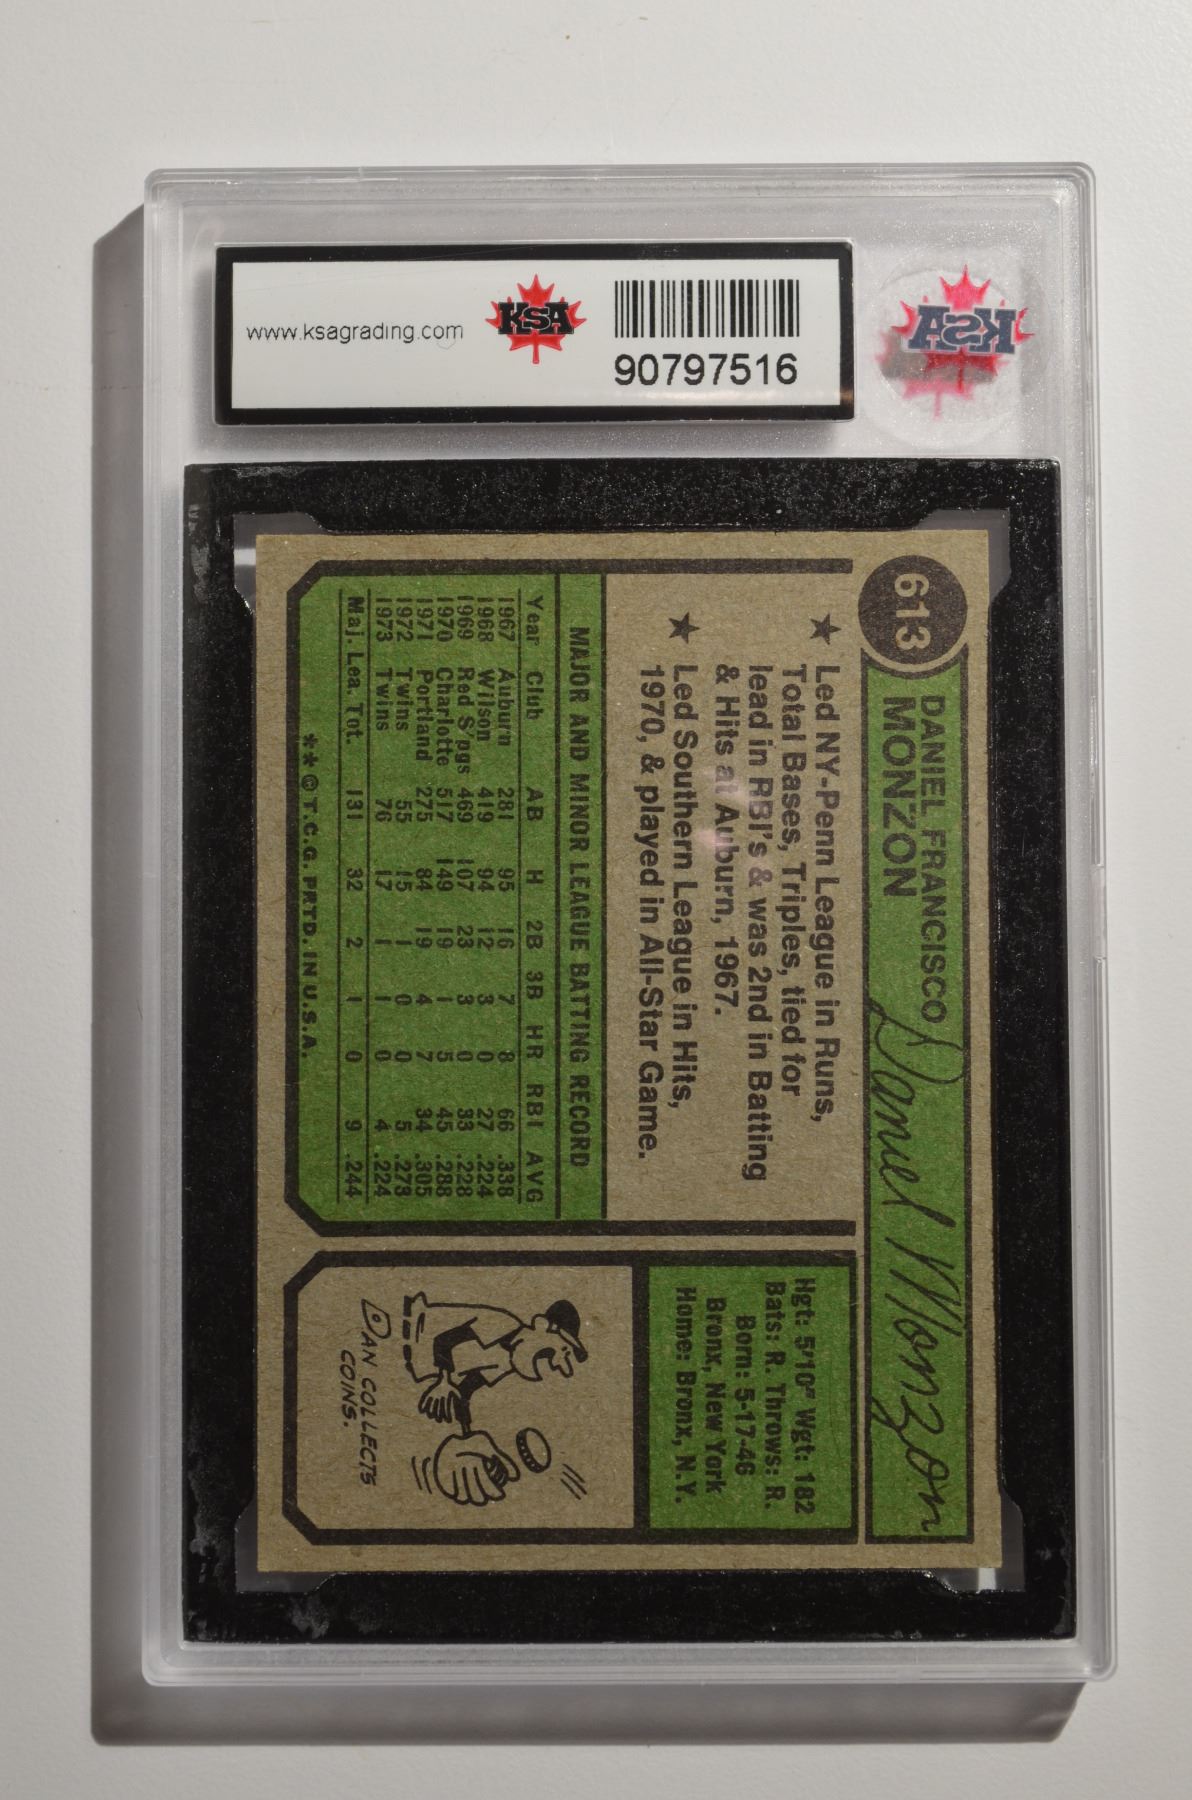 www.ksagrading.com
KSA
90797516
KSA
613
DANIEL FRANCISCO
MONZON
Daniel Monzon
★ Led NY-Penn League in Runs,
Total Bases, Triples, tied for
lead in RBI's & was 2nd in Batting
& Hits at Auburn, 1967.
★ Led Southern League in Hits,
1970, & played in All-Star Game.
Hgt: 5'10" Wgt: 182
Bats: R. Throws: R.
Born: 5-17-46
Bronx, New York
Home: Bronx, N.Y.
MAJOR AND MINOR LEAGUE BATTING RECORD
Year Club AB H 2B 3B HR RBI AVG
1967 Auburn 281 95 16 7 8 66 .338
1968 Wilson 419 94 12 3 0 27 .224
1969 Red S'pgs 469 107 23 3 0 33 .228
1970 Charlotte 517 149 19 1 5 45 .288
1971 Portland 275 84 19 4 7 34 .305
1972 Twins 55 15 1 0 0 5 .273
1973 Twins 76 17 1 1 0 4 .224
Maj. Lea. Tot. 131 32 2 1 0 9 .244
**©T.C.G. PRTD. IN U.S.A.
DAN COLLECTS
COINS.